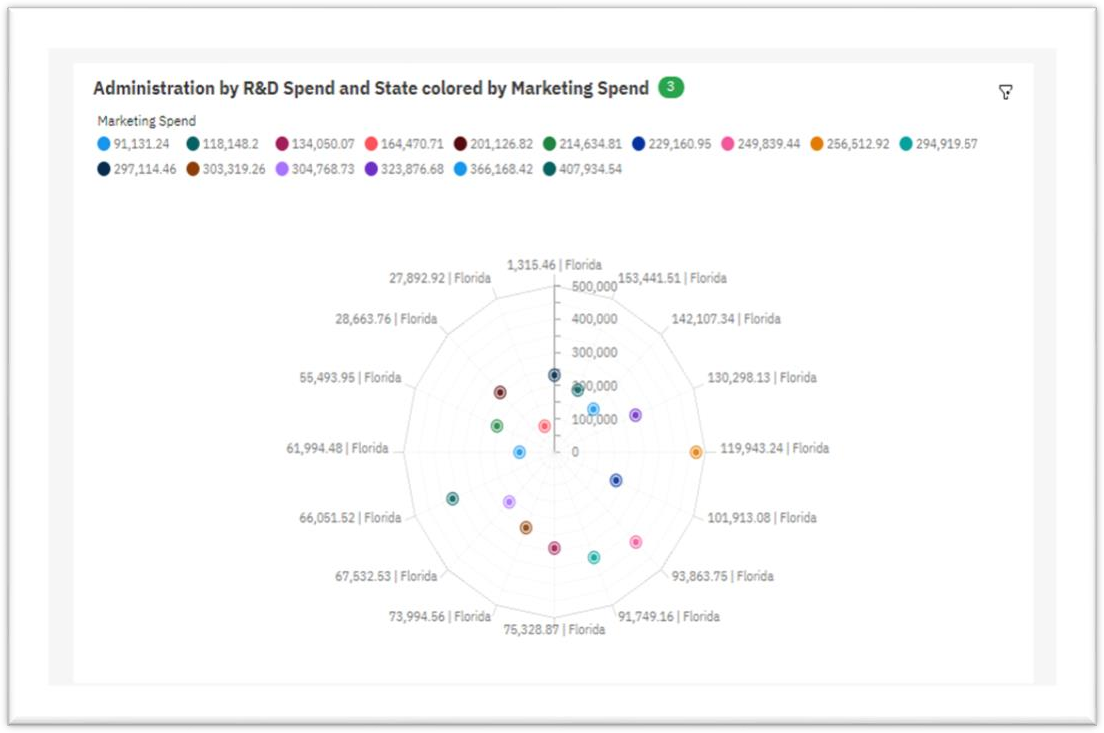 Administration by R&D Spend and State colored by Marketing Spend 3
Marketing Spend
91,131.24 118,148.2 134,050.07 164,470.71 201,126.82 214,634.81 229,160.95 249,839.44 256,512.92 294,919.57
297,114.46 303,319.26 304,768.73 323,876.68 366,168.42 407,934.54
1,315.46 | Florida
27,892.92 | Florida 153,441.51 | Florida
500,000
28,663.76 | Florida 400,000 142,107.34 | Florida
300,000
55,493.95 | Florida 200,000 130,298.13 | Florida
100,000
61,994.48 | Florida 0 119,943.24 | Florida
66,051.52 | Florida 101,913.08 | Florida
67,532.53 | Florida 93,863.75 | Florida
73,994.56 | Florida 91,749.16 | Florida
75,328.87 | Florida